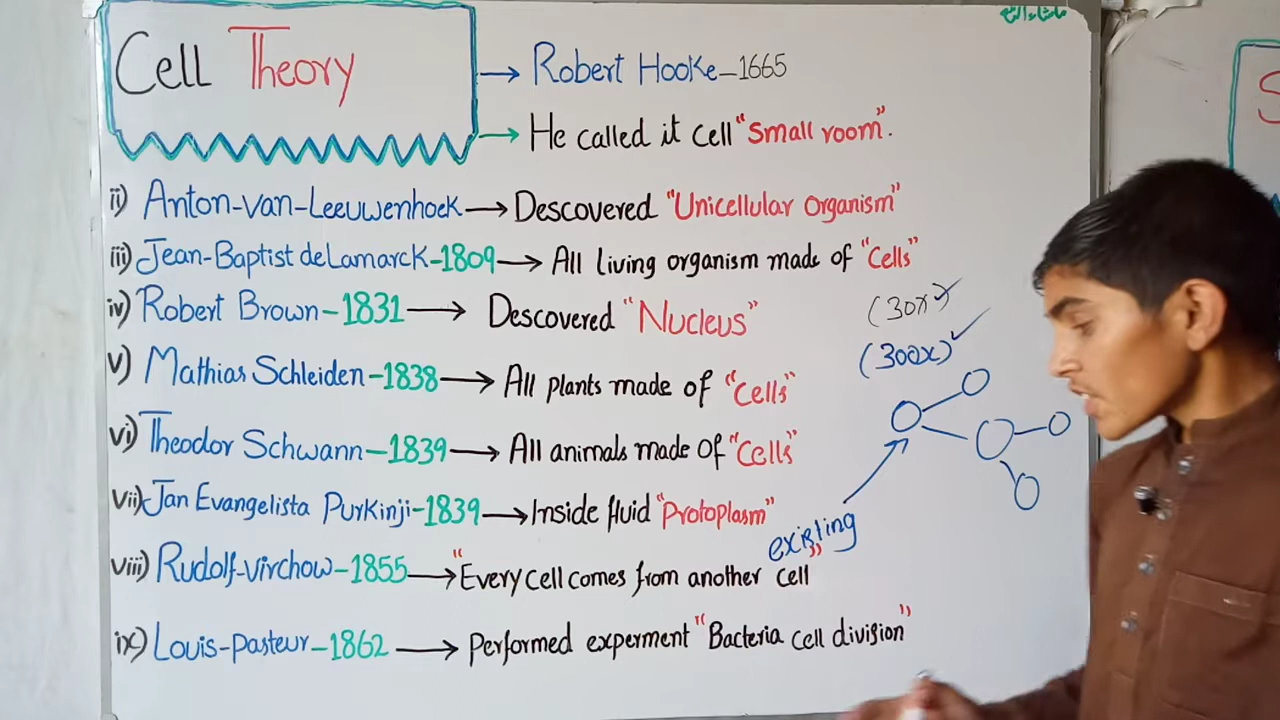 Cell Theory
→ Robert Hooke-1665
→ He called it cell "Small room".
ii) Anton-van-Leeuwenhoek → Descovered "Unicellular Organism"
iii) Jean-Baptist de Lamarck-1809 → All living organism made of "Cells"
iv) Robert Brown-1831 → Descovered "Nucleus"
(30x)
(300x)
v) Mathias Schleiden-1838 → All plants made of "Cells"
vi) Theodor Schwann-1839 → All animals made of "Cells"
vii) Jan Evangelista Purkinji-1839 → Inside fluid "Protoplasm"
existing
viii) Rudolf-virchow-1855 → "Every cell comes from another cell"
ix) Louis-pasteur-1862 → Performed experment "Bacteria cell division"
ماشاءاللہ
S